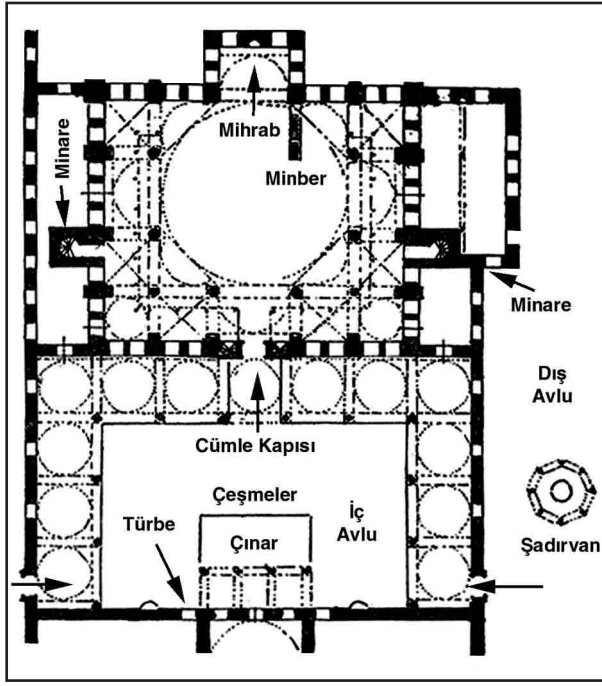 Mihrab
Minare
Minber
Minare
Dış
Avlu
Cümle Kapısı
Çeşmeler
İç
Avlu
Türbe
Çınar
Şadırvan